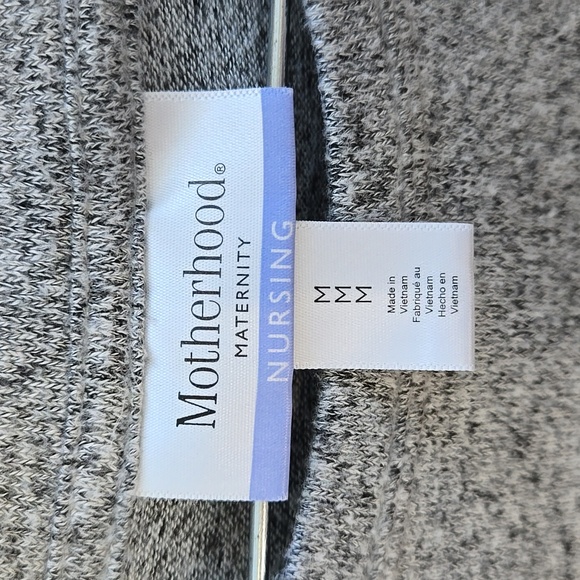 Motherhood®
MATERNITY
NURSING
M
M
M
Made in
Vietnam
Fabriqué au
Vietnam
Hecho en
Vietnam